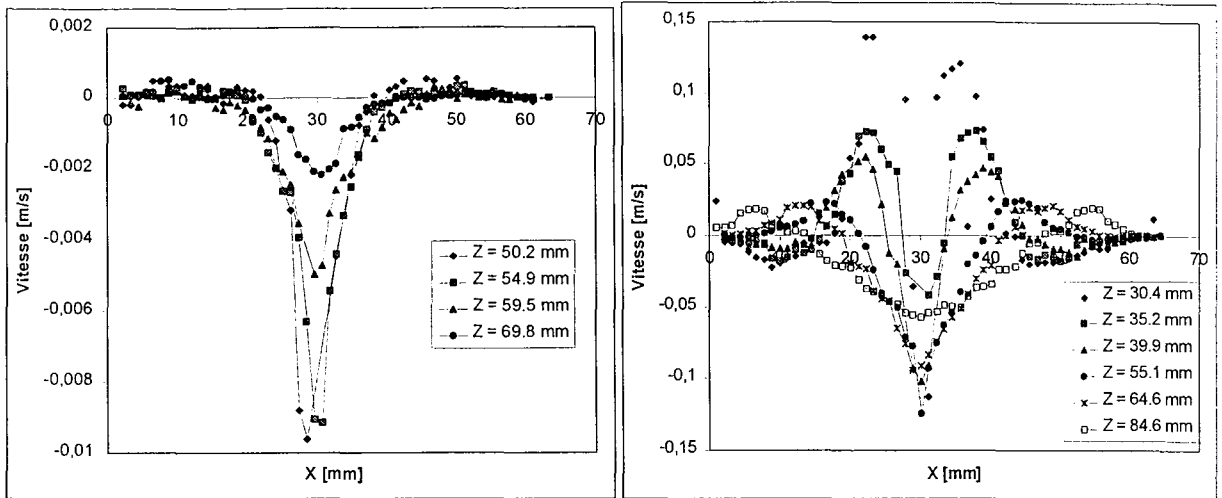 0,002
0
-0,002
-0,004
-0,006
-0,008
-0,01
0 10 20 30 40 50 60 70
Vitesse [m/s]
X [mm]
Z = 50.2 mm
Z = 54.9 mm
Z = 59.5 mm
Z = 69.8 mm
0,15
0,1
0,05
0
-0,05
-0,1
-0,15
0 20 30 40 50 60 70
Vitesse [m/s]
X [mm]
Z = 30.4 mm
Z = 35.2 mm
Z = 39.9 mm
Z = 55.1 mm
Z = 64.6 mm
Z = 84.6 mm